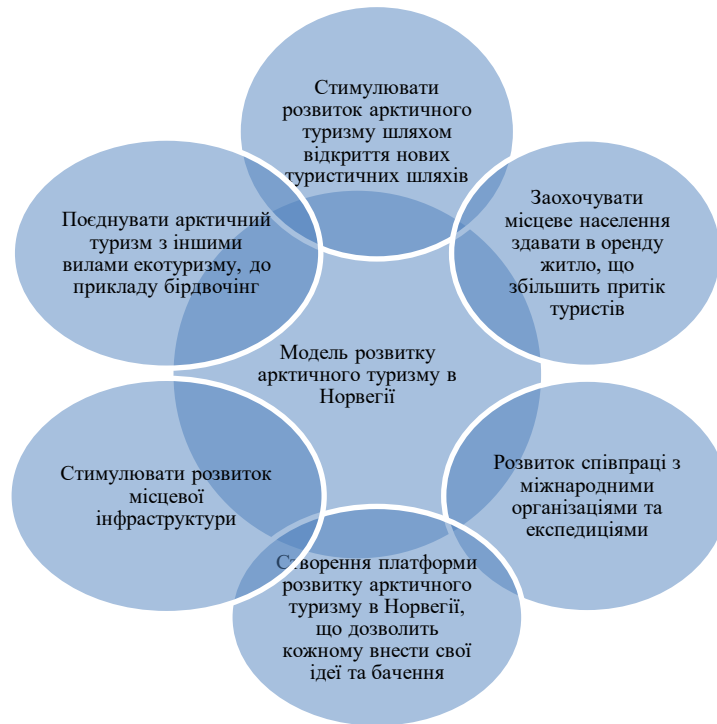 Стимулювати
розвиток арктичного
туризму шляхом
відкриття нових
туристичних шляхів
Заохочувати
місцеве населення
здавати в оренду
житло, що
збільшить притік
туристів
Розвиток співпраці з
міжнародними
організаціями та
експедиціями
Створення платформи
розвитку арктичного
туризму в Норвегії,
що дозволить
кожному внести свої
ідеї та бачення
Стимулювати розвиток
місцевої
інфраструктури
Поєднувати арктичний
туризм з іншими
вилами екотуризму, до
прикладу бірдвочінг
Модель розвитку
арктичного туризму в
Норвегії